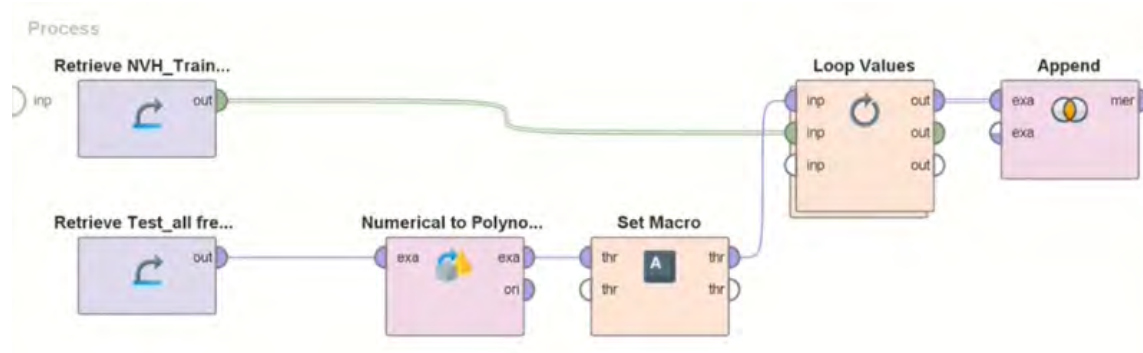 Process
Retrieve NVH_Train...
Loop Values
Append
inp
out
inp
out
exa
mer
inp
out
exa
inp
out
Retrieve Test_all fre...
Numerical to Polyno...
Set Macro
out
exa
exa
thr
A
thr
ori
thr
thr